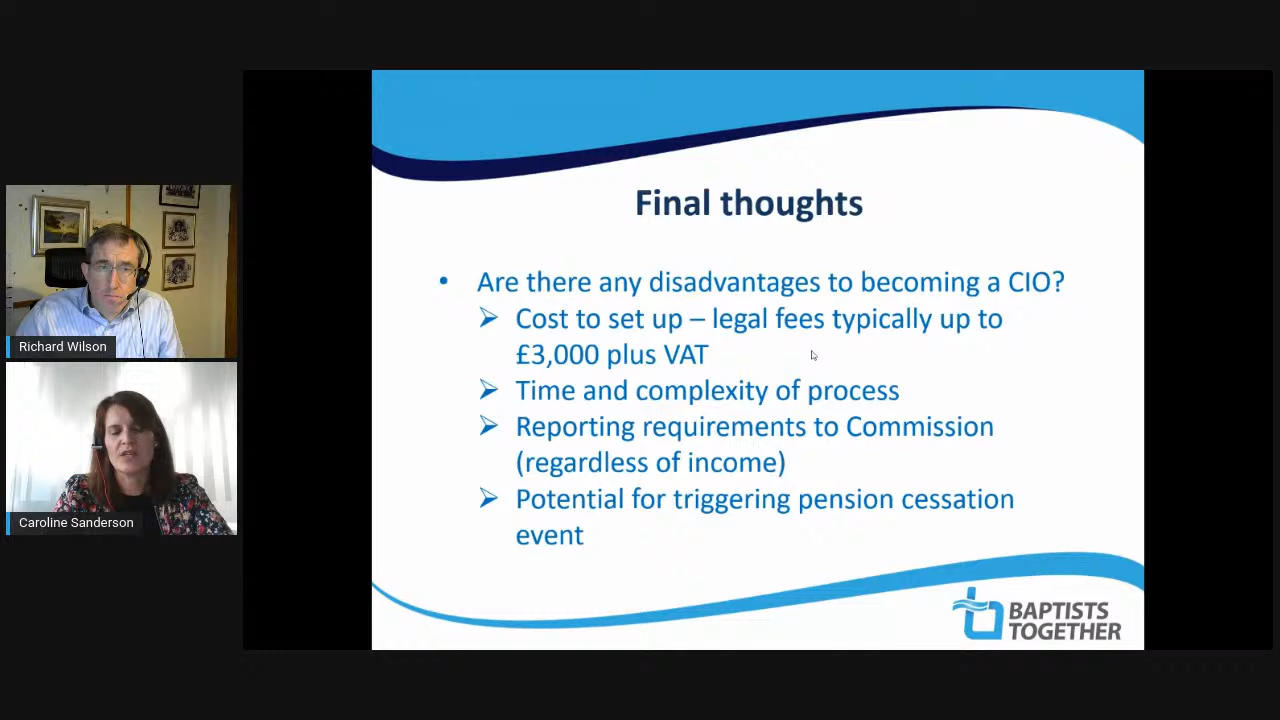 Final thoughts
• Are there any disadvantages to becoming a CIO?
➢ Cost to set up – legal fees typically up to
£3,000 plus VAT
➢ Time and complexity of process
➢ Reporting requirements to Commission
(regardless of income)
➢ Potential for triggering pension cessation
event
BAPTISTS
TOGETHER
Richard Wilson
Caroline Sanderson